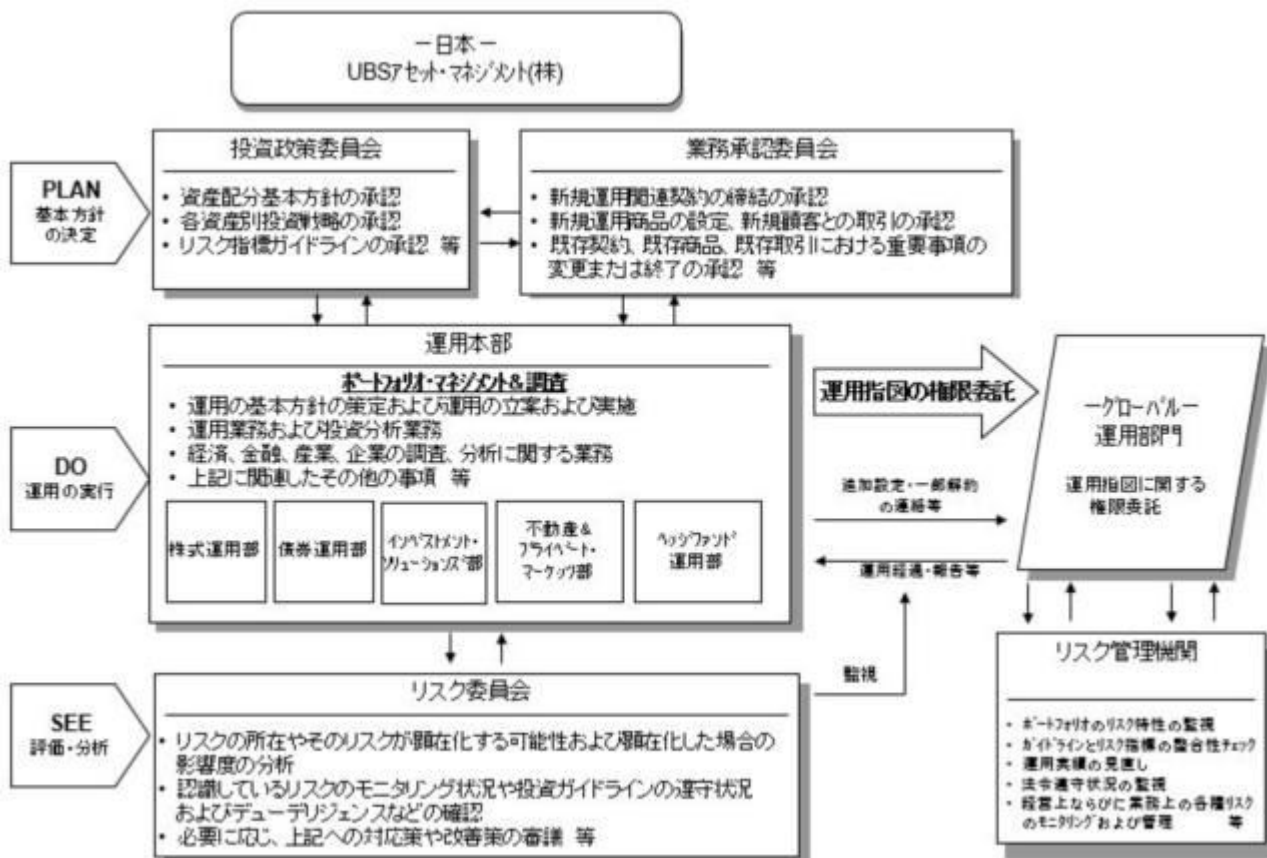 －日本－
UBSアセット・マネジメント(株)
PLAN
基本方針
の決定
投資政策委員会
・ 資産配分基本方針の承認
・ 各資産別投資戦略の承認
・ リスク指標ガイドラインの承認 等
業務承認委員会
・ 新規運用関連契約の締結の承認
・ 新規運用商品の設定、新規顧客との取引の承認
・ 既存契約、既存商品、既存取引における重要事項の
変更または終了の承認 等
DO
運用の実行
運用本部
ポートフォリオ・マネジメント＆調査
・ 運用の基本方針の策定および運用の立案および実施
・ 運用業務および投資分析業務
・ 経済、金融、産業、企業の調査、分析に関する業務
・ 上記に関連したその他の事項 等
株式運用部
債券運用部
インベストメント・
ソリューションズ部
不動産＆
プライベート・
マーケッツ部
ヘッジファンド
運用部
運用指図の権限委託
追加設定・一部解約
の連絡等
運用経過・報告等
監視
－グローバル－
運用部門
運用指図に関する
権限委託
SEE
評価・分析
リスク委員会
・ リスクの所在やそのリスクが顕在化する可能性および顕在化した場合の
影響度の分析
・ 認識しているリスクのモニタリング状況や投資ガイドラインの遵守状況
およびデューデリジェンスなどの確認
・ 必要に応じ、上記への対応策や改善策の審議 等
リスク管理機関
・ ポートフォリオのリスク特性の監視
・ ガイドラインとリスク指標の整合性チェック
・ 運用実績の見直し
・ 法令遵守状況の監視
・ 経営上ならびに業務上の各種リスク
のモニタリングおよび管理 等